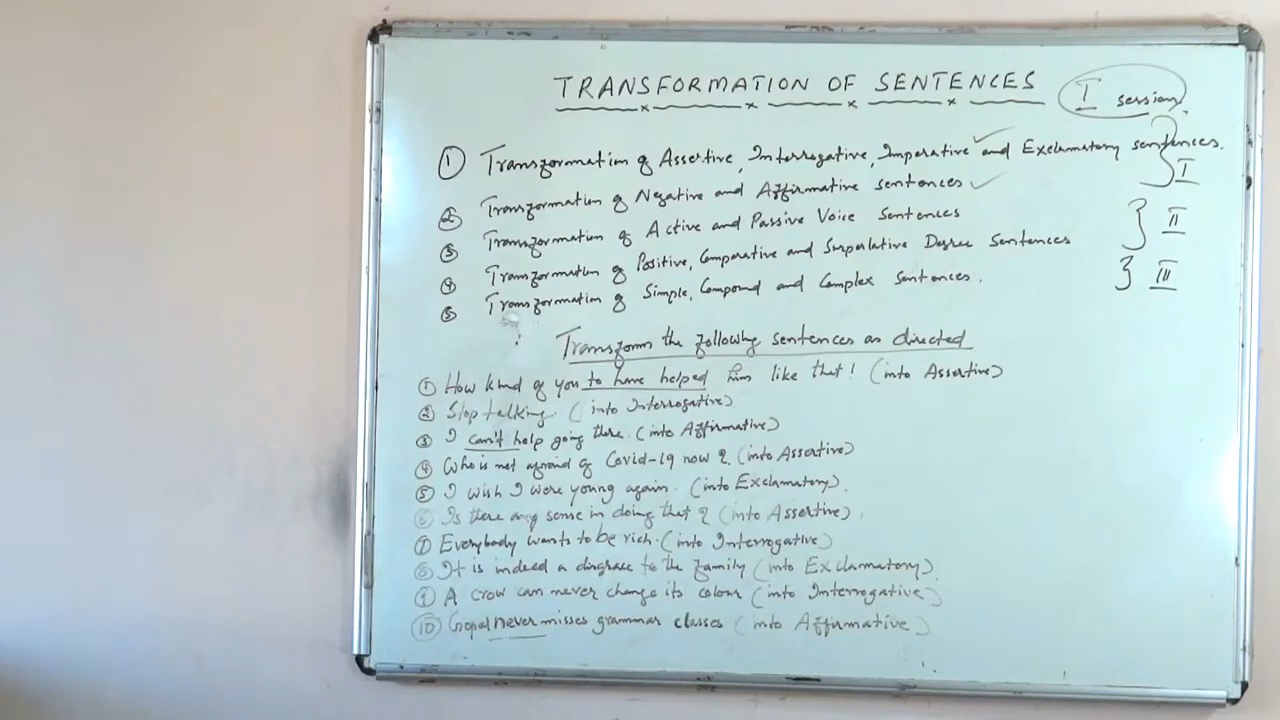 TRANSFORMATION OF SENTENCES I session
① Transformation of Assertive, Interrogative, Imperative and Exclamatory sentences. ✓
② Transformation of Negative and Affirmative sentences ✓ } I
③ Transformation of Active and Passive Voice Sentences } II
④ Transformation of Positive, Comparative and Superlative Degree Sentences
⑤ Transformation of Simple, Compound and Complex Sentences. } III
Transform the following sentences as directed
① How kind of you to have helped him like that! (into Assertive)
② Stop talking. (into Interrogative)
③ I can't help going there. (into Affirmative)
④ Who is not afraid of Covid-19 now? (into Assertive)
⑤ I wish I were young again. (into Exclamatory).
⑥ Is there any sense in doing that? (into Assertive).
⑦ Everybody wants to be rich. (into Interrogative)
⑧ It is indeed a disgrace to the family (into Exclamatory).
⑨ A crow can never change its colour (into Interrogative)
⑩ Gopal never misses grammar classes (into Affirmative)